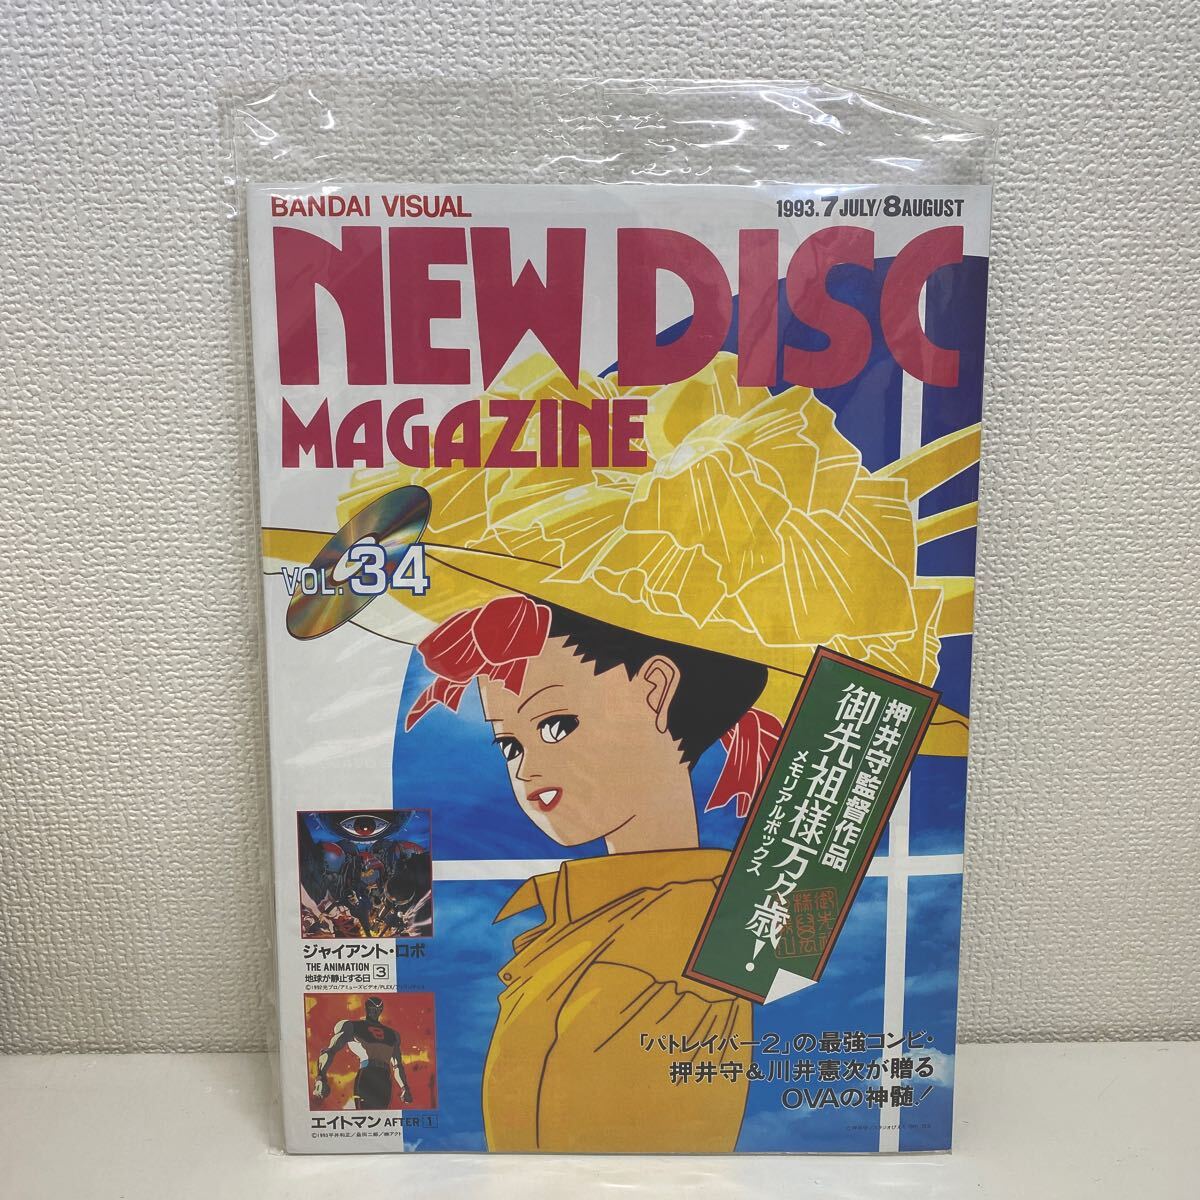 BANDAI VISUAL
1993.7 JULY/8 AUGUST
NEW DISC
MAGAZINE
VOL.34
押井守監督作品
御先祖様万々歳!
メモリアルボックス
ジャイアント・ロボ
THE ANIMATION
地球が静止する日 3
エイトマン AFTER 1
「パトレイバー2」の最強コンビ・
押井守&川井憲次が贈る
OVAの神髄!